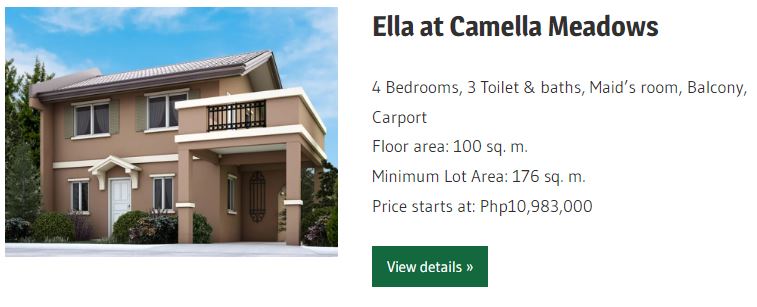 Ella at Camella Meadows
4 Bedrooms, 3 Toilet & baths, Maid's room, Balcony,
Carport
Floor area: 100 sq. m.
Minimum Lot Area: 176 sq. m.
Price starts at: Php10,983,000
View details »